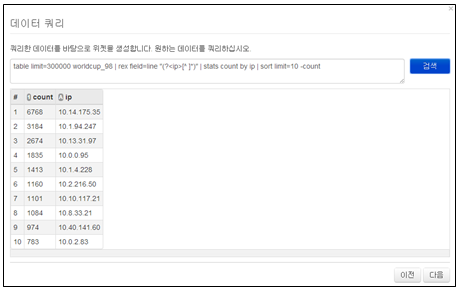 데이터 쿼리
쿼리한 데이터를 바탕으로 위젯을 생성합니다. 원하는 데이터를 쿼리하십시오.
table limit=300000 worldcup_98 | rex field=line "(?<ip>[^ ]*)" | stats count by ip | sort limit=10 -count
검색
# count ip
1 6768 10.14.175.35
2 3184 10.1.94.247
3 2674 10.13.31.97
4 1835 10.0.0.95
5 1413 10.1.4.228
6 1160 10.2.216.50
7 1101 10.10.117.21
8 1084 10.8.33.21
9 974 10.40.141.60
10 783 10.0.2.83
이전 다음